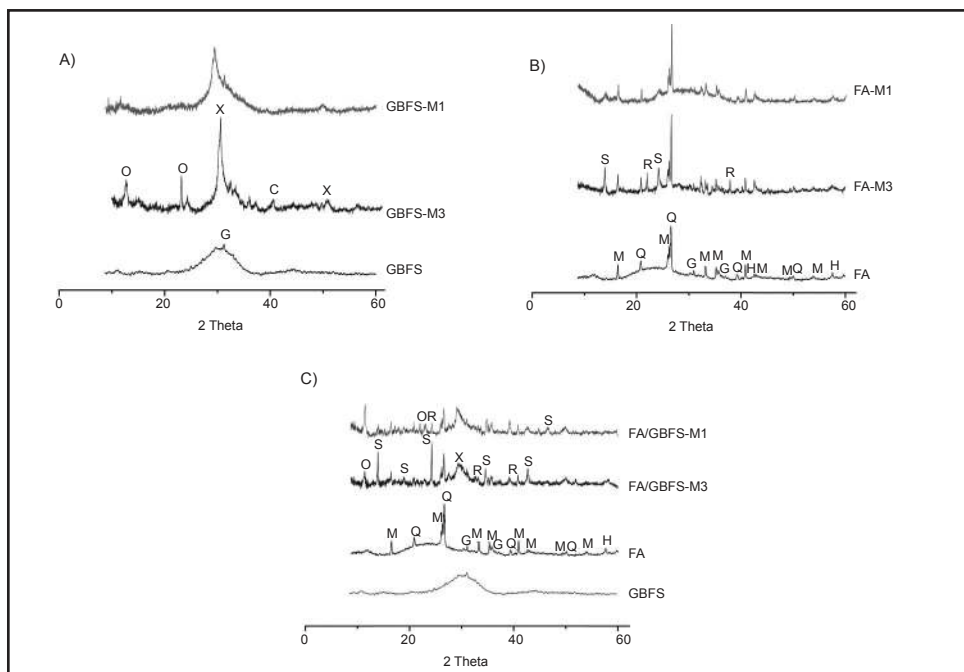 A)
GBFS-M1
X
O
O
C
X
GBFS-M3
G
GBFS
0 20 40 60
2 Theta
B)
FA-M1
S
R
S
R
FA-M3
Q
M
M
Q
G
M
M
G
Q
M
H
M
M
Q
M
H
FA
0 20 40 60
2 Theta
C)
OR
S
FA/GBFS-M1
S
S
O
S
X
R
S
R
S
FA/GBFS-M3
Q
M
M
Q
G
M
M
G
Q
M
M
M
Q
M
H
FA
GBFS
0 20 40 60
2 Theta